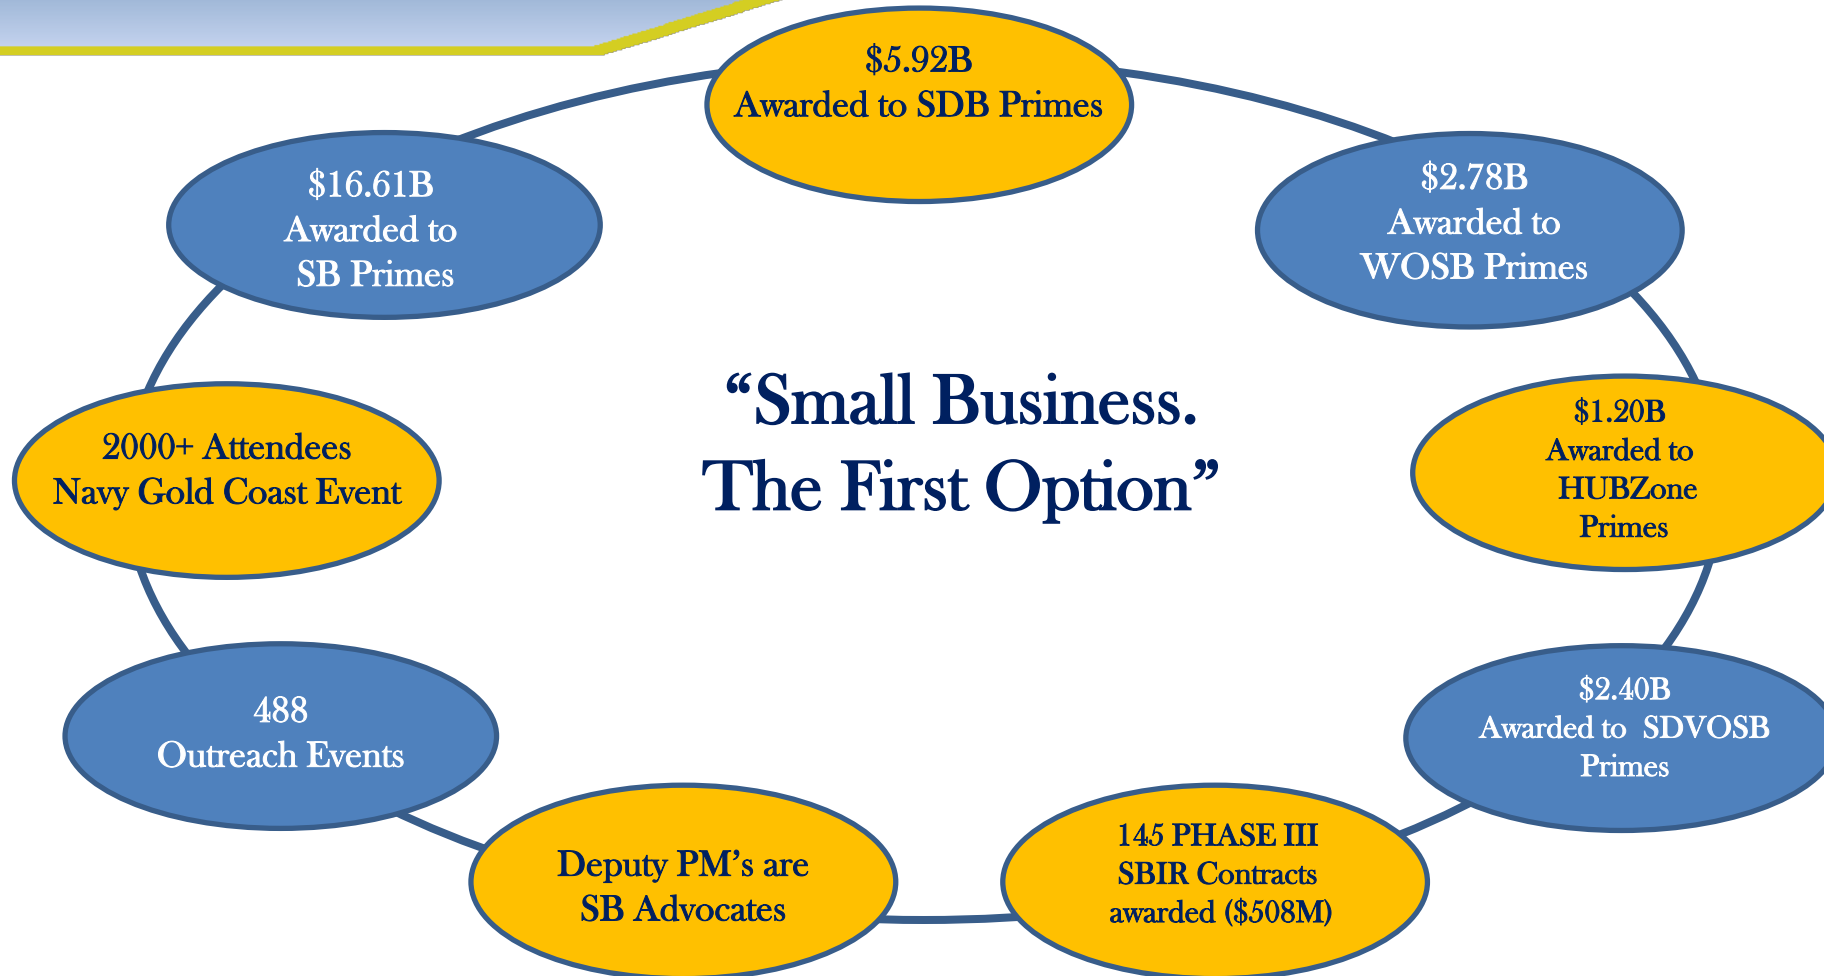 $5.92B
Awarded to SDB Primes
$16.61B
Awarded to
SB Primes
$2.78B
Awarded to
WOSB Primes
“Small Business.
The First Option”
2000+ Attendees
Navy Gold Coast Event
$1.20B
Awarded to
HUBZone
Primes
488
Outreach Events
$2.40B
Awarded to SDVOSB
Primes
Deputy PM’s are
SB Advocates
145 PHASE III
SBIR Contracts
awarded ($508M)